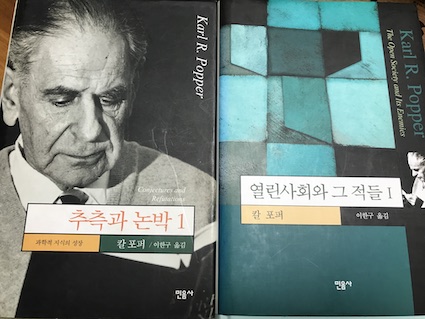 Karl R. Popper
Conjectures and
Refutations
추측과 논박 1
과학적 지식의 성장
칼 포퍼 / 이한구 옮김
민음사
Karl R. Popper
The Open Society and Its Enemies
열린사회와 그 적들 I
칼 포퍼
이한구 옮김
민음사